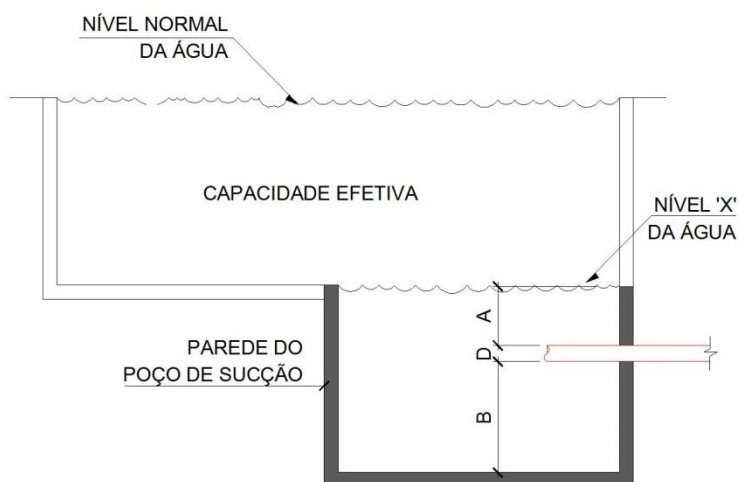 NÍVEL NORMAL
DA ÁGUA
CAPACIDADE EFETIVA
NÍVEL 'X'
DA ÁGUA
A
D
B
PAREDE DO
POÇO DE SUCÇÃO